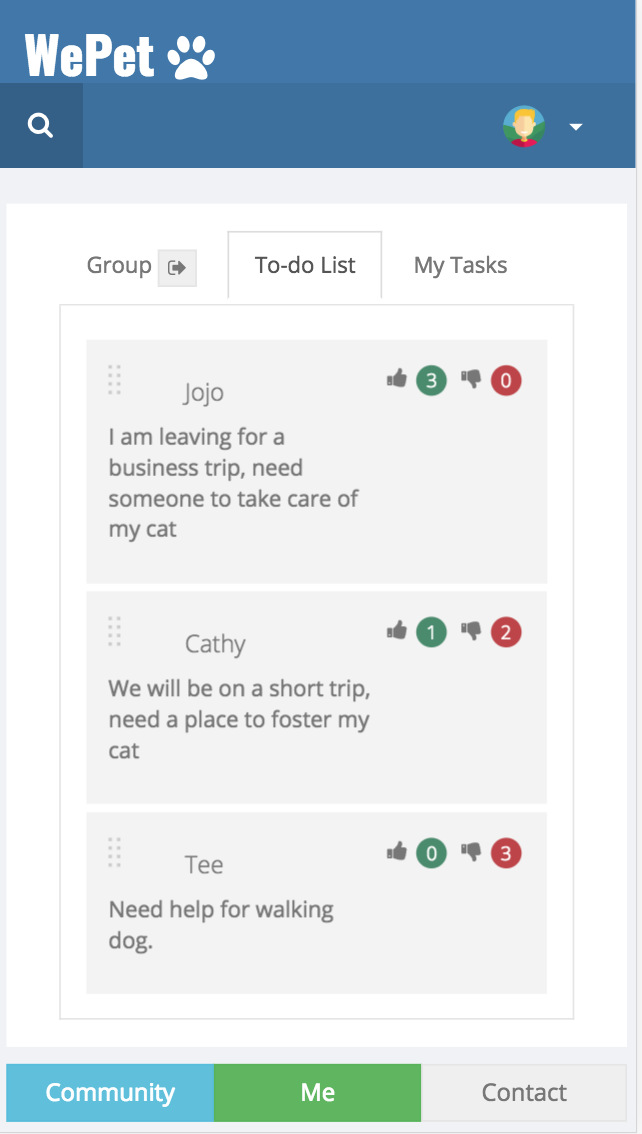 WePet
Group
To-do List
My Tasks
Jojo
3
0
I am leaving for a
business trip, need
someone to take care of
my cat
Cathy
1
2
We will be on a short trip,
need a place to foster my
cat
Tee
0
3
Need help for walking
dog.
Community
Me
Contact